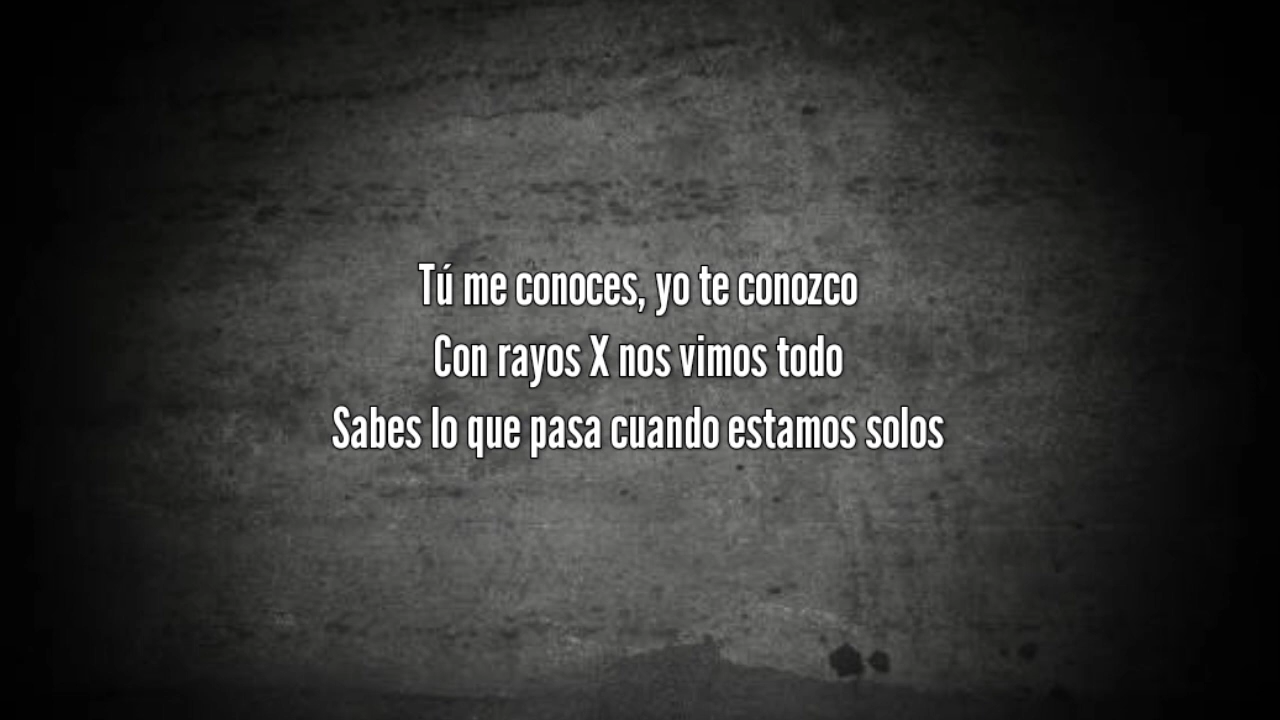 Tú me conoces, yo te conozco
Con rayos X nos vimos todo
Sabes lo que pasa cuando estamos solos